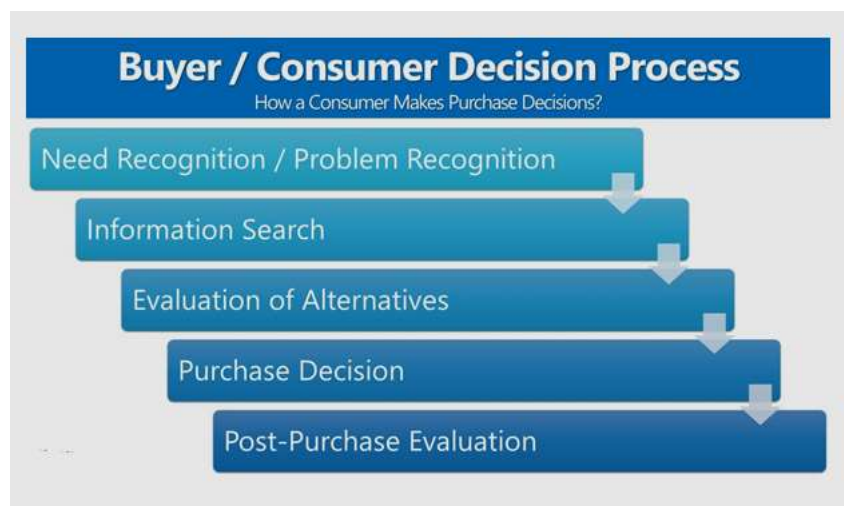 Buyer / Consumer Decision Process
How a Consumer Makes Purchase Decisions?
Need Recognition / Problem Recognition
Information Search
Evaluation of Alternatives
Purchase Decision
Post-Purchase Evaluation